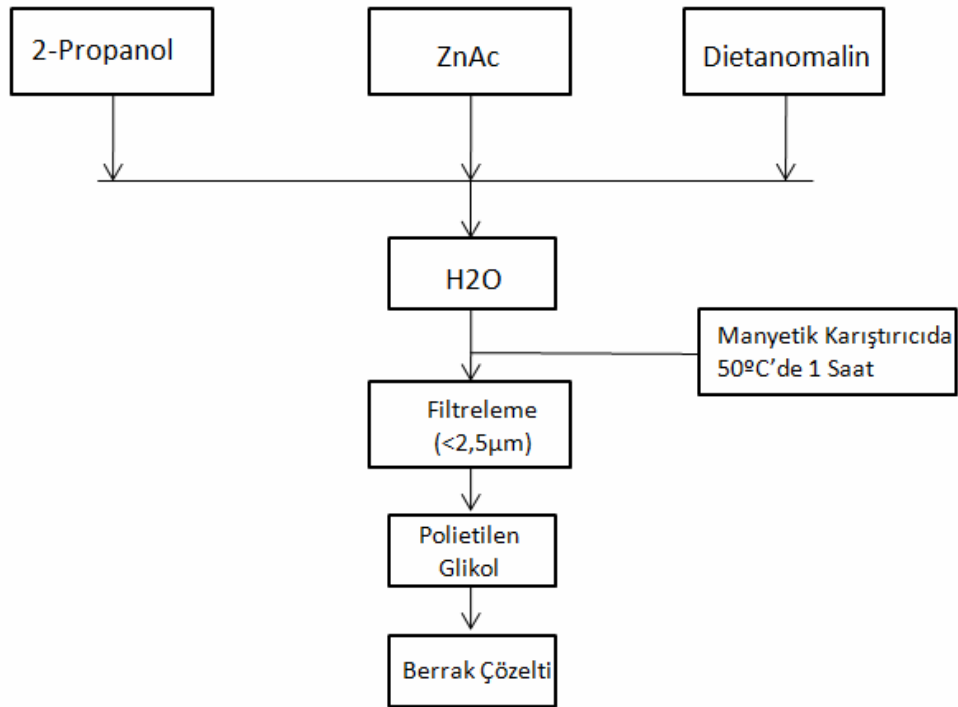 2-Propanol
ZnAc
Dietanomalin
H2O
Manyetik Karıştırıcıda
50ºC’de 1 Saat
Filtreleme
(<2,5µm)
Polietilen
Glikol
Berrak Çözelti